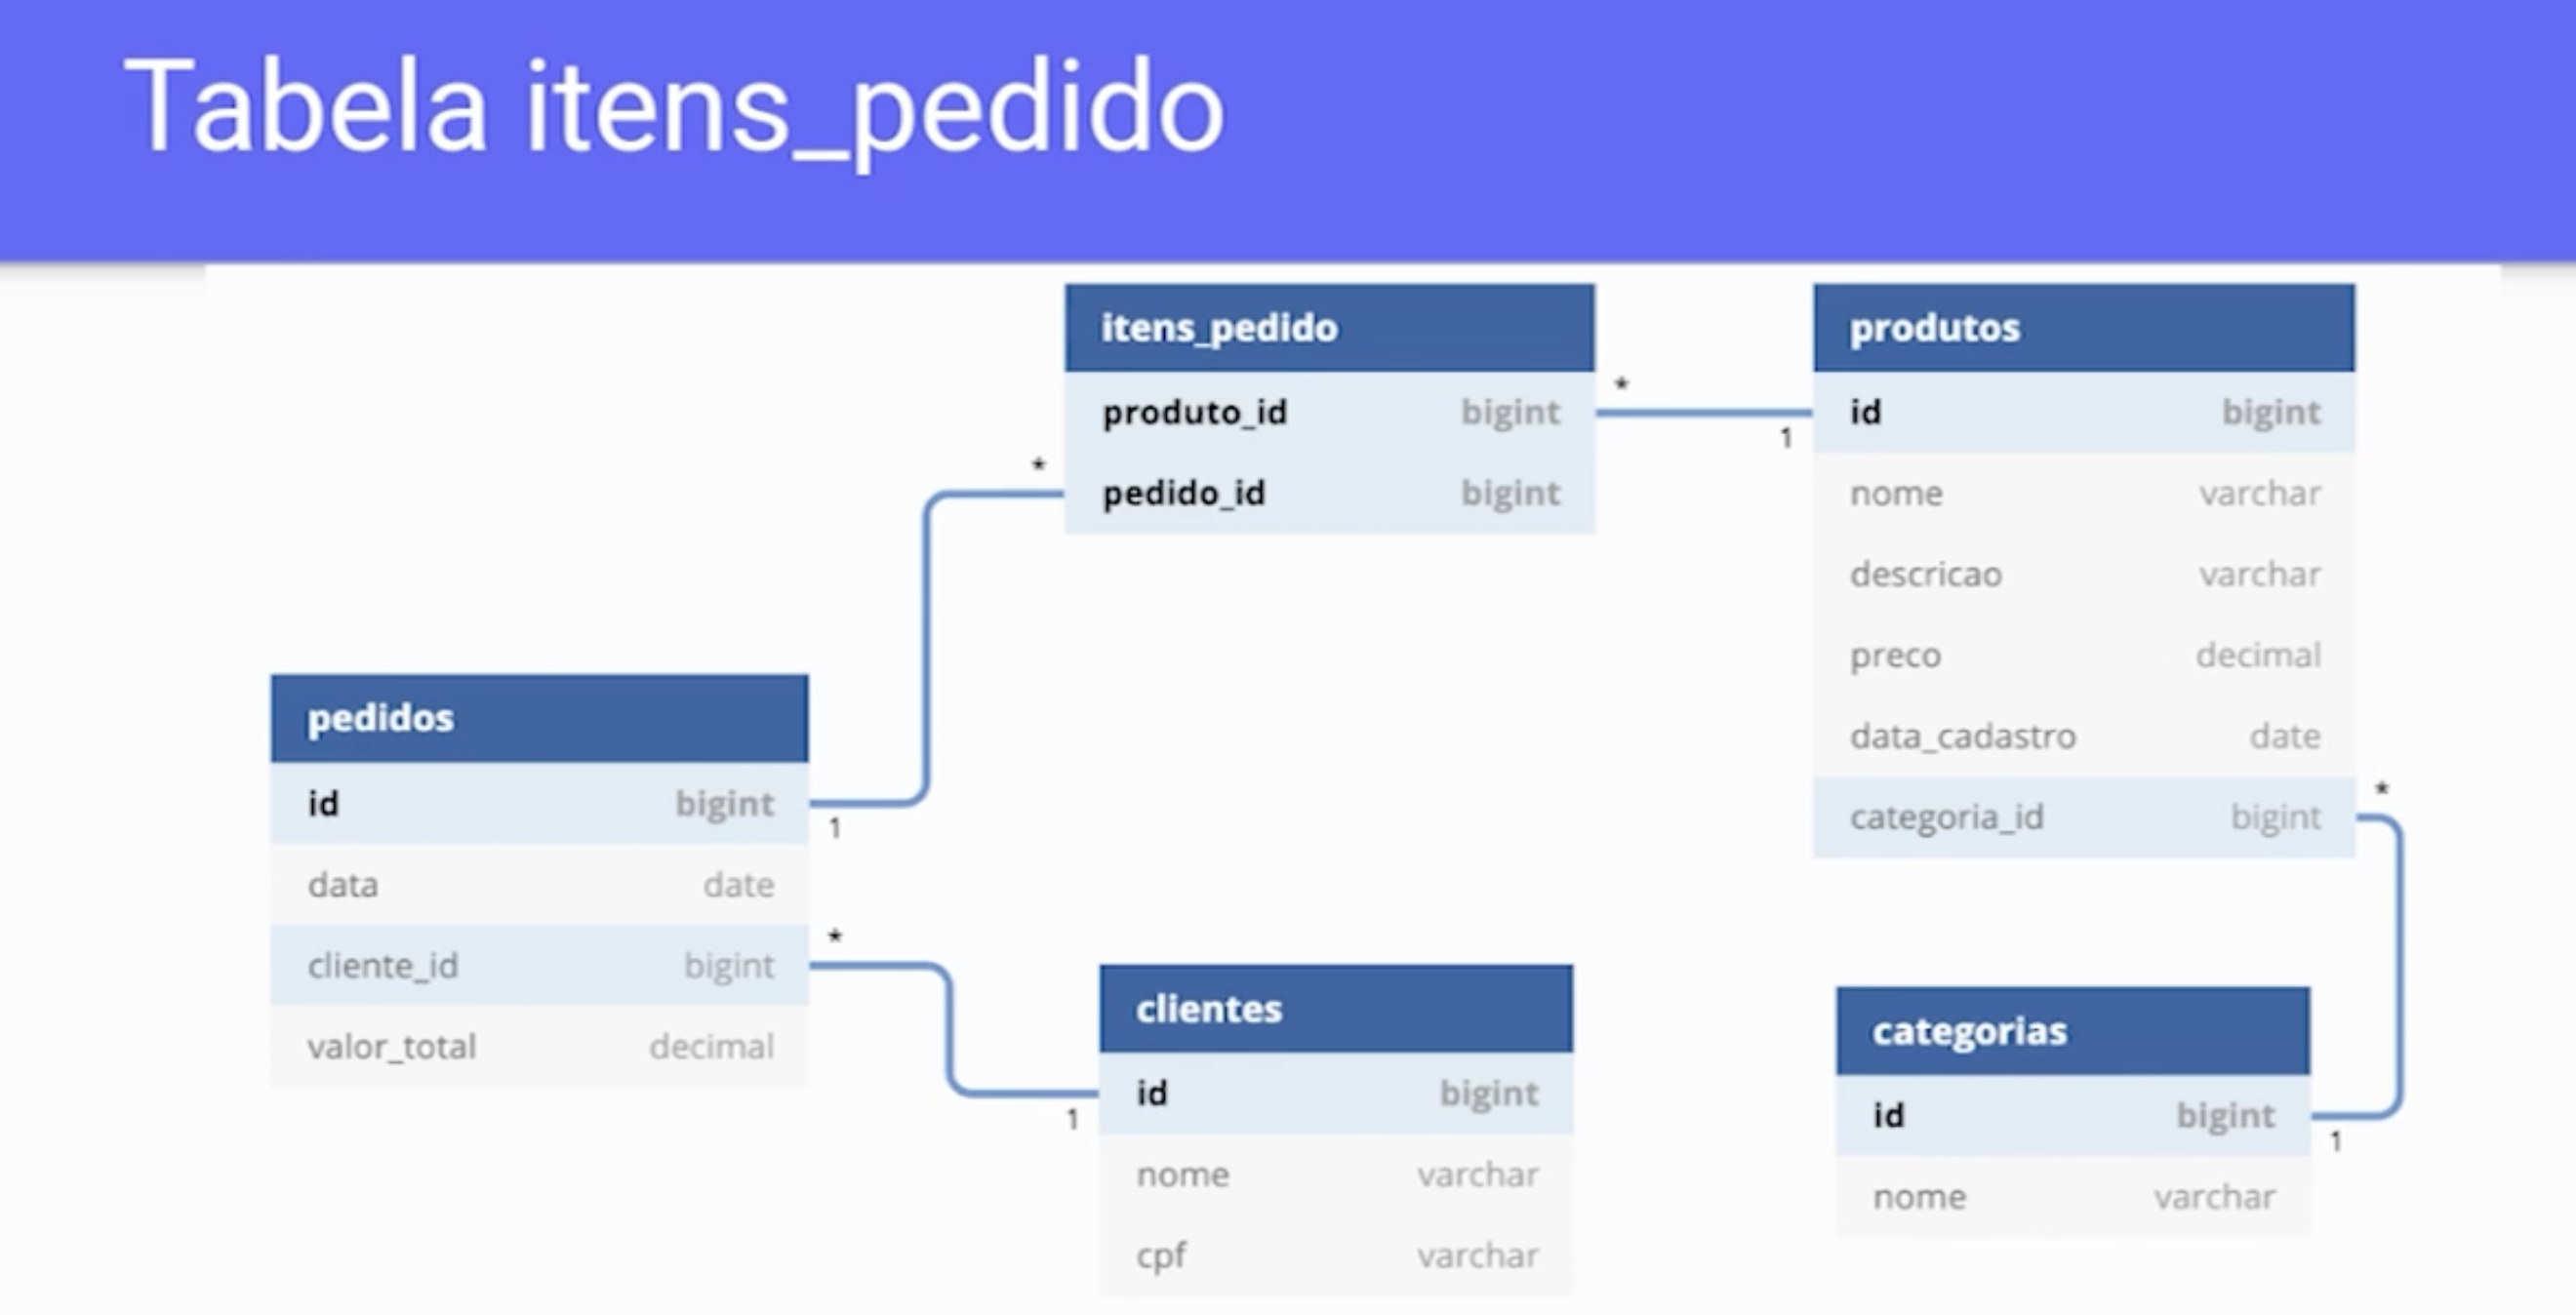 Tabela itens_pedido
itens_pedido
produto_id bigint
pedido_id bigint
*
*
1
produtos
id bigint
nome varchar
descricao varchar
preco decimal
data_cadastro date
categoria_id bigint
*
pedidos
id bigint
1
data date
cliente_id bigint
*
valor_total decimal
clientes
1
id bigint
nome varchar
cpf varchar
categorias
id bigint
1
nome varchar